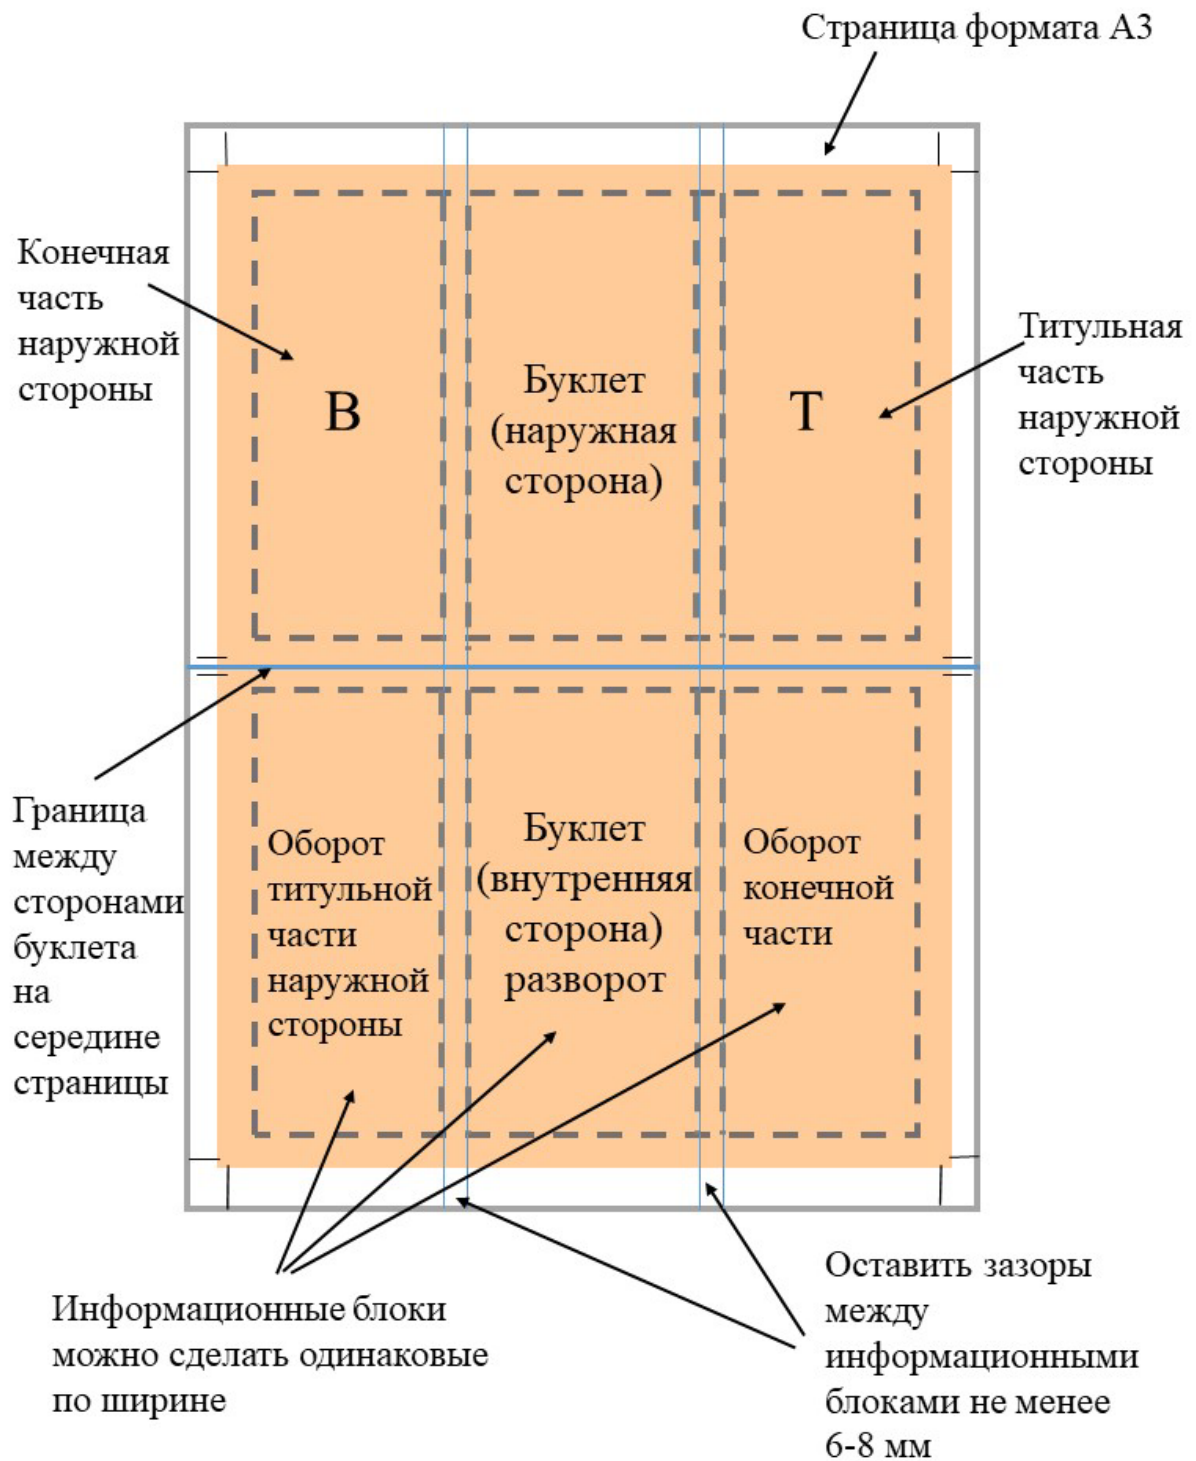 Страница формата А3
Конечная
часть
наружной
стороны
В
Буклет
(наружная
сторона)
Т
Титульная
часть
наружной
стороны
Граница
между
сторонами
буклета
на
середине
страницы
Оборот
титульной
части
наружной
стороны
Буклет
(внутренняя
сторона)
разворот
Оборот
конечной
части
Информационные блоки
можно сделать одинаковые
по ширине
Оставить зазоры
между
информационными
блоками не менее
6-8 мм